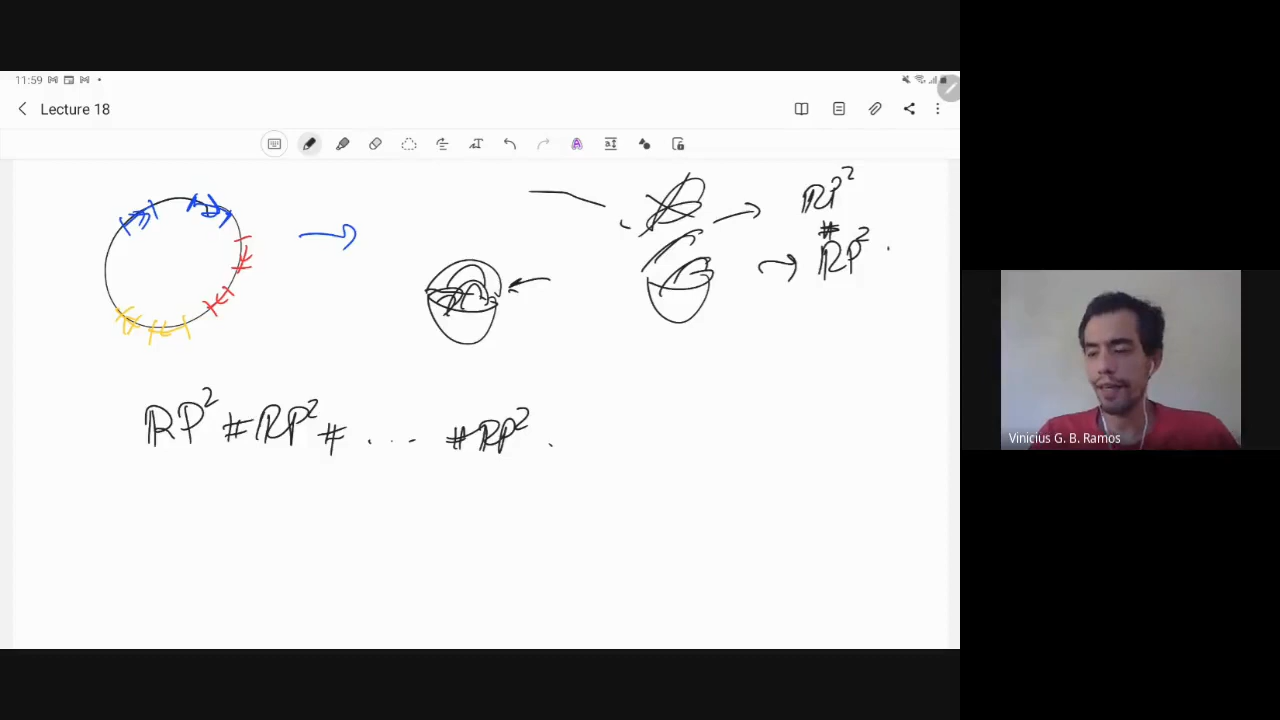 11:59
Lecture 18
RP²
#
RP².
RP² # RP² # .... # RP².
Vinicius G. B. Ramos